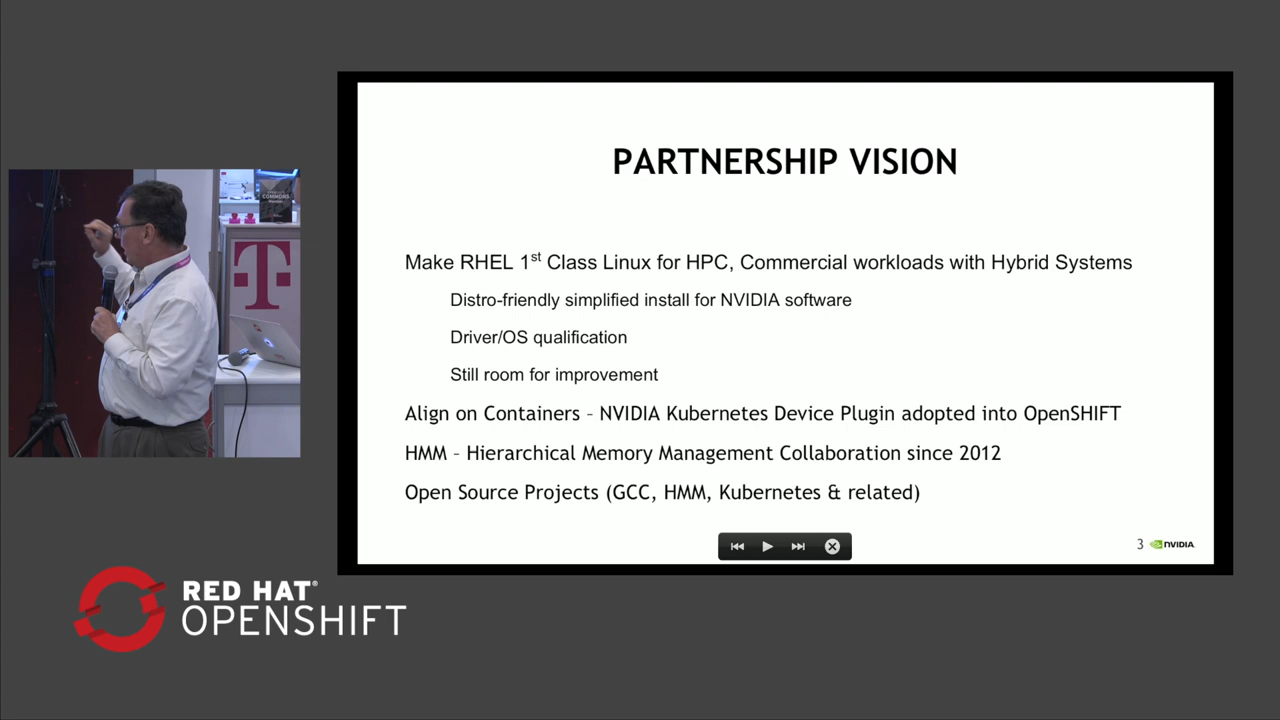 PARTNERSHIP VISION
Make RHEL 1st Class Linux for HPC, Commercial workloads with Hybrid Systems
Distro-friendly simplified install for NVIDIA software
Driver/OS qualification
Still room for improvement
Align on Containers - NVIDIA Kubernetes Device Plugin adopted into OpenSHIFT
HMM - Hierarchical Memory Management Collaboration since 2012
Open Source Projects (GCC, HMM, Kubernetes & related)
3 NVIDIA
COMMONS
T
RED HAT®
OPENSHIFT